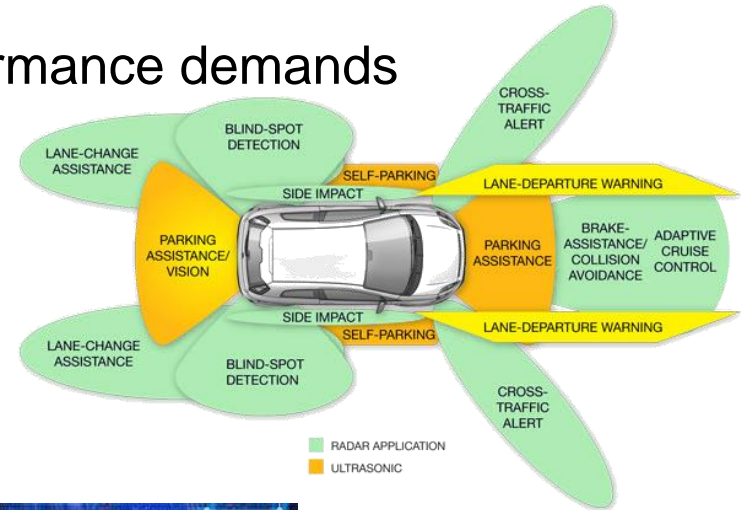 rmance demands
CROSS-
TRAFFIC
ALERT
BLIND-SPOT
DETECTION
LANE-CHANGE
ASSISTANCE
SELF-PARKING
LANE-DEPARTURE WARNING
SIDE IMPACT
PARKING
ASSISTANCE/
VISION
PARKING
ASSISTANCE
BRAKE-
ASSISTANCE/
COLLISION
AVOIDANCE
ADAPTIVE
CRUISE
CONTROL
SIDE IMPACT
SELF-PARKING
LANE-DEPARTURE WARNING
LANE-CHANGE
ASSISTANCE
BLIND-SPOT
DETECTION
CROSS-
TRAFFIC
ALERT
RADAR APPLICATION
ULTRASONIC